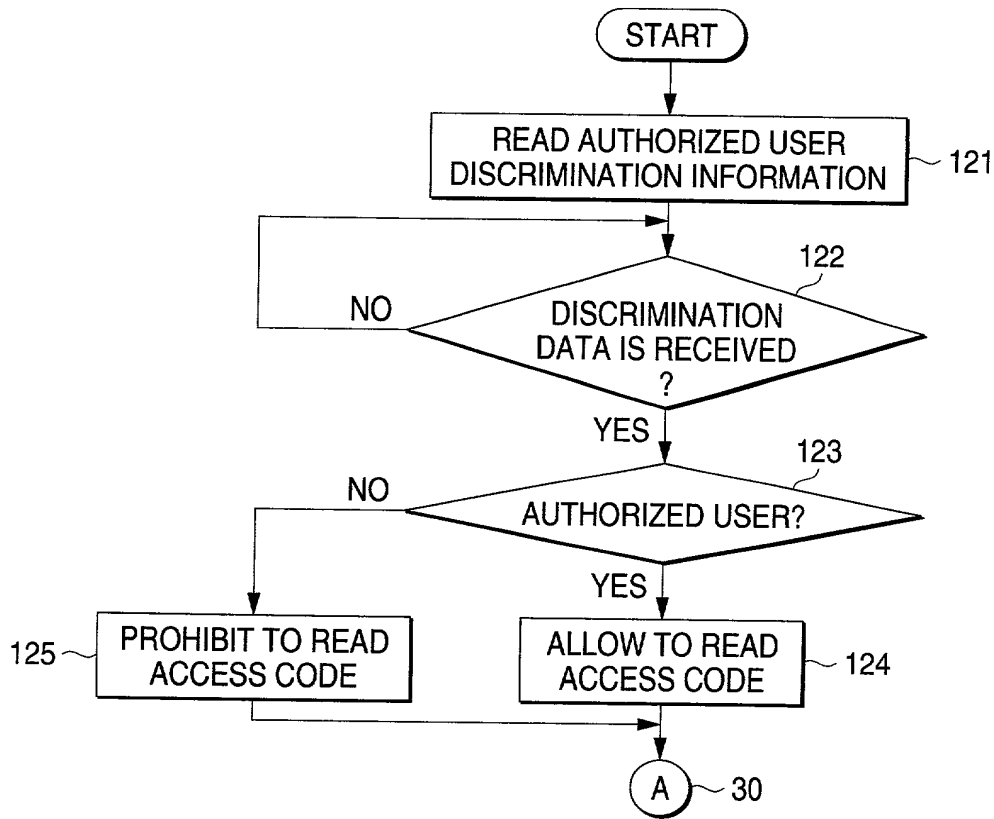 START
READ AUTHORIZED USER
DISCRIMINATION INFORMATION
121
122
NO
DISCRIMINATION
DATA IS RECEIVED
?
YES
123
NO
AUTHORIZED USER?
YES
125
PROHIBIT TO READ
ACCESS CODE
ALLOW TO READ
ACCESS CODE
124
A
30